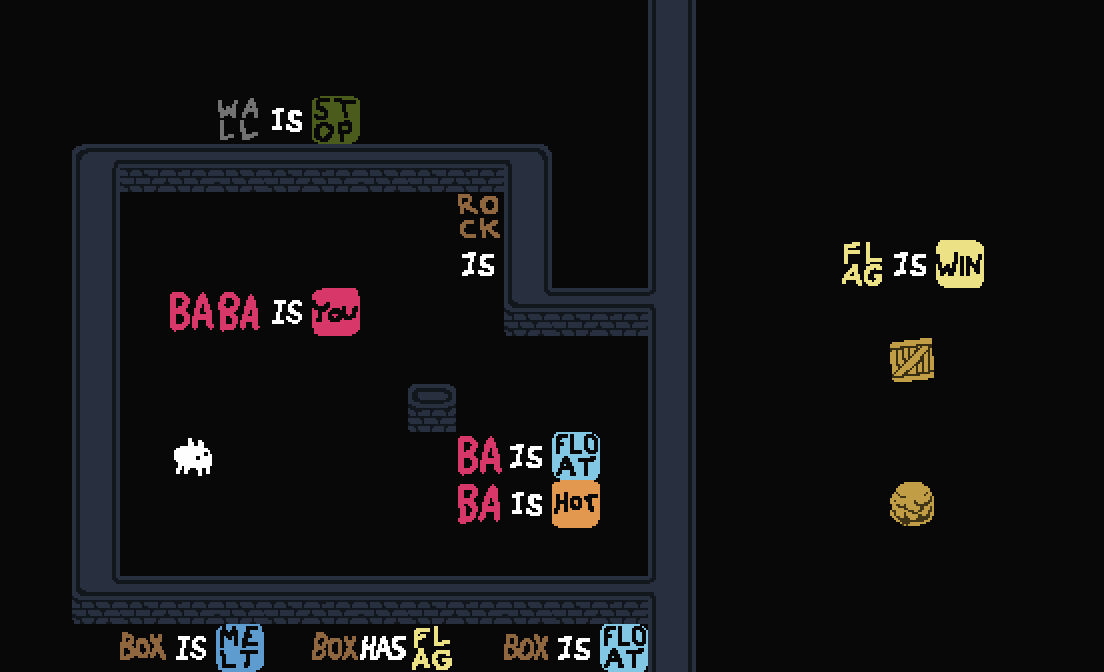 WALL IS STOP
ROCK
IS
FLAG IS WIN
BABA IS YOU
BA IS FLOAT
BA IS HOT
BOX IS MELT BOX HAS FLAG BOX IS FLOAT